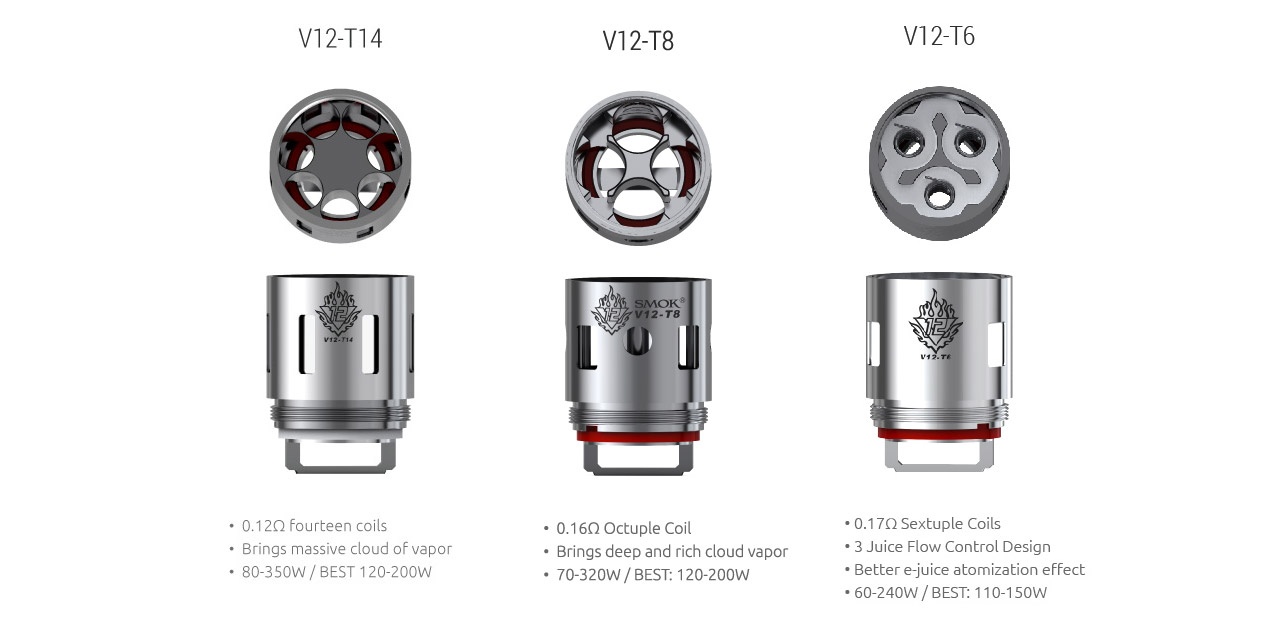 V12-T14
V12-T8
V12-T6
12
V12-T14
12
SMOK®
V12-T8
12
V12-T6
• 0.12Ω fourteen coils
• Brings massive cloud of vapor
• 80-350W / BEST 120-200W
• 0.16Ω Octuple Coil
• Brings deep and rich cloud vapor
• 70-320W / BEST: 120-200W
• 0.17Ω Sextuple Coils
• 3 Juice Flow Control Design
• Better e-juice atomization effect
• 60-240W / BEST: 110-150W